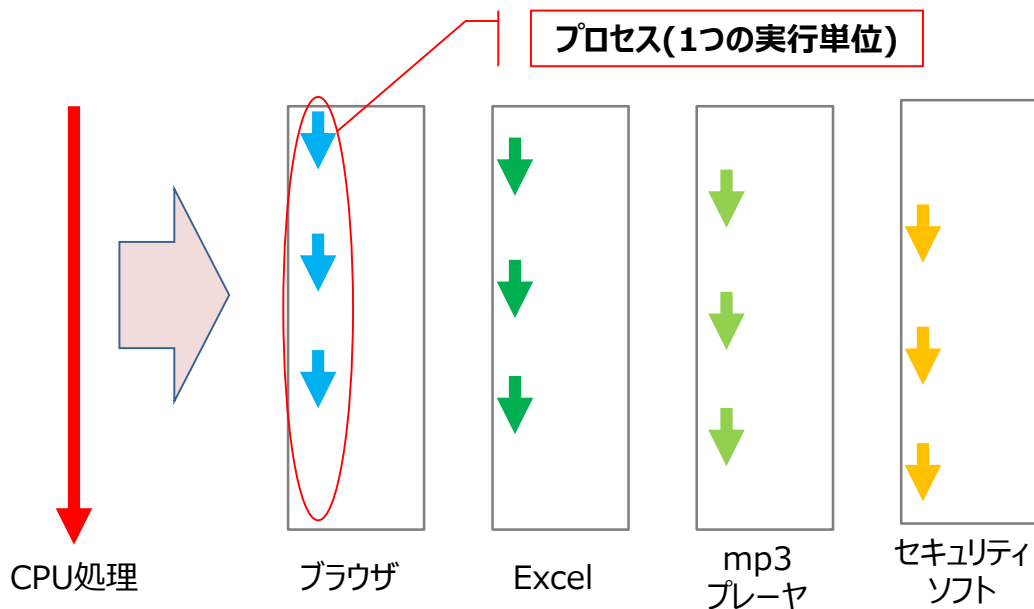 プロセス(1つの実行単位)
CPU処理
ブラウザ
Excel
mp3
プレーヤ
セキュリティ
ソフト